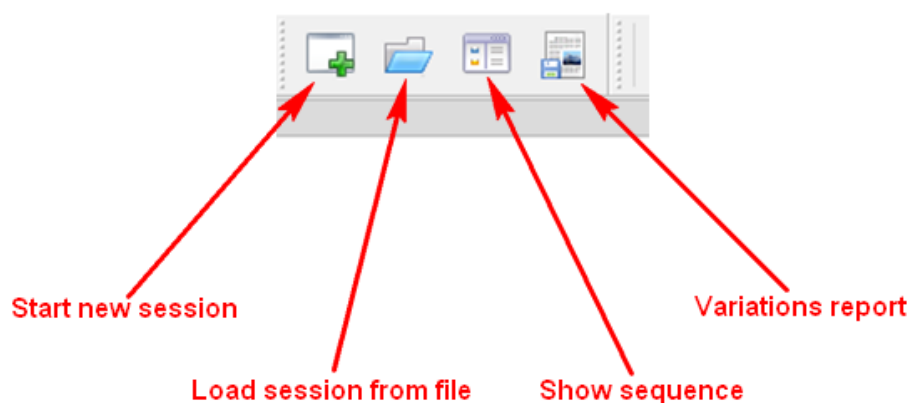 Start new session
Variations report
Load session from file
Show sequence